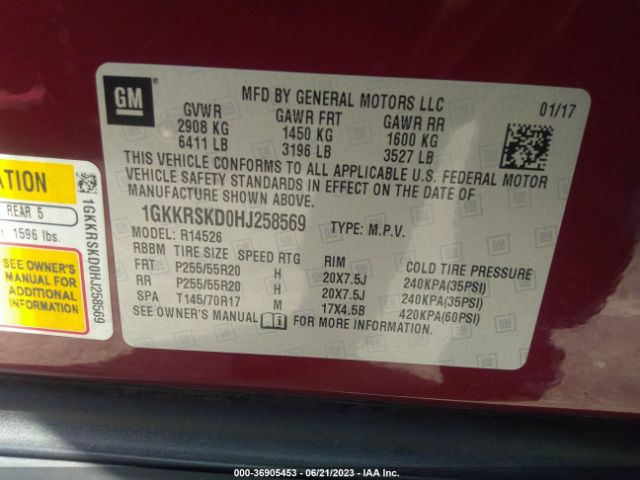 GM
MFD BY GENERAL MOTORS LLC
01/17
GVWR GAWR FRT GAWR RR
2908 KG 1450 KG 1600 KG
6411 LB 3196 LB 3527 LB
THIS VEHICLE CONFORMS TO ALL APPLICABLE U.S. FEDERAL MOTOR
VEHICLE SAFETY STANDARDS IN EFFECT ON THE DATE OF
MANUFACTURE SHOWN ABOVE.
1GKKRSKD0HJ258569 TYPE: M.P.V.
MODEL: R14526
RBBM TIRE SIZE SPEED RTG RIM COLD TIRE PRESSURE
FRT P255/55R20 H 20X7.5J 240KPA(35PSI)
RR P255/55R20 H 20X7.5J 240KPA(35PSI)
SPA T145/70R17 M 17X4.5B 420KPA(60PSI)
SEE OWNER'S MANUAL FOR MORE INFORMATION.
ATION
REAR 5
1596 lbs.
SEE OWNER'S
MANUAL FOR
ADDITIONAL
INFORMATION
1GKKRSKD0HJ258569
© - 36905453 - 06/21/2023 - IAA Inc.